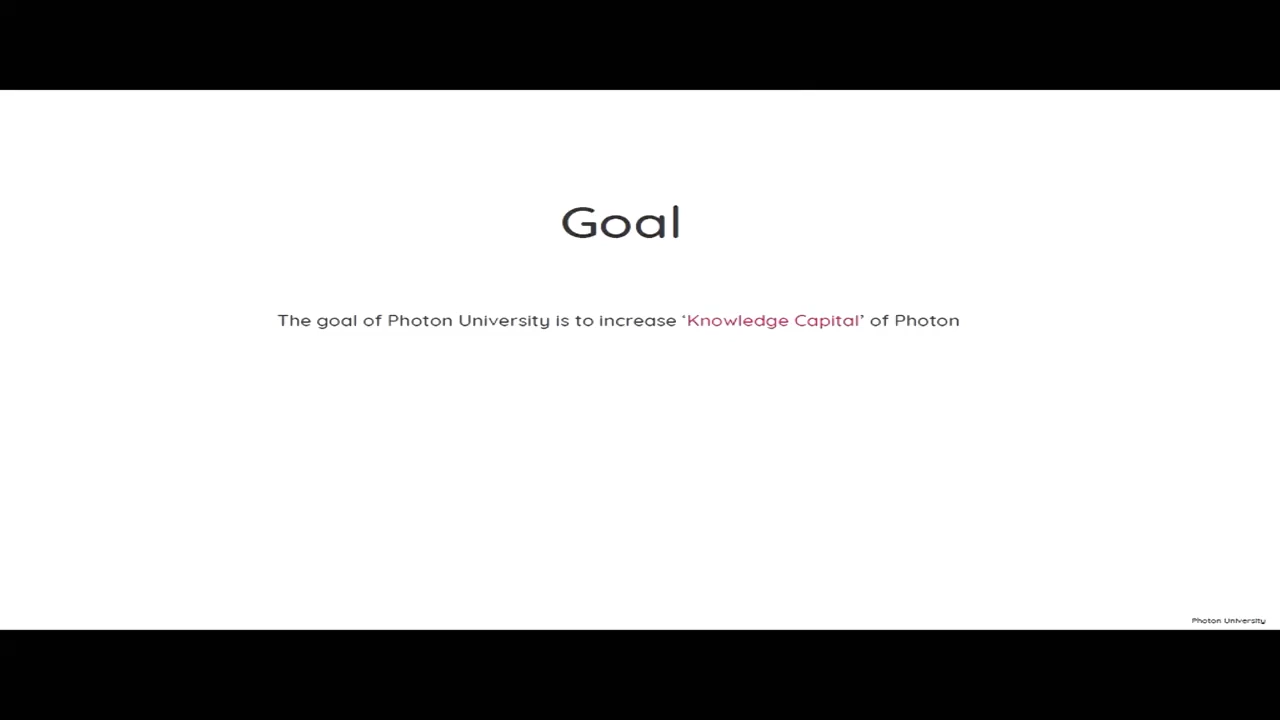 Goal
The goal of Photon University is to increase ‘Knowledge Capital’ of Photon
Photon University